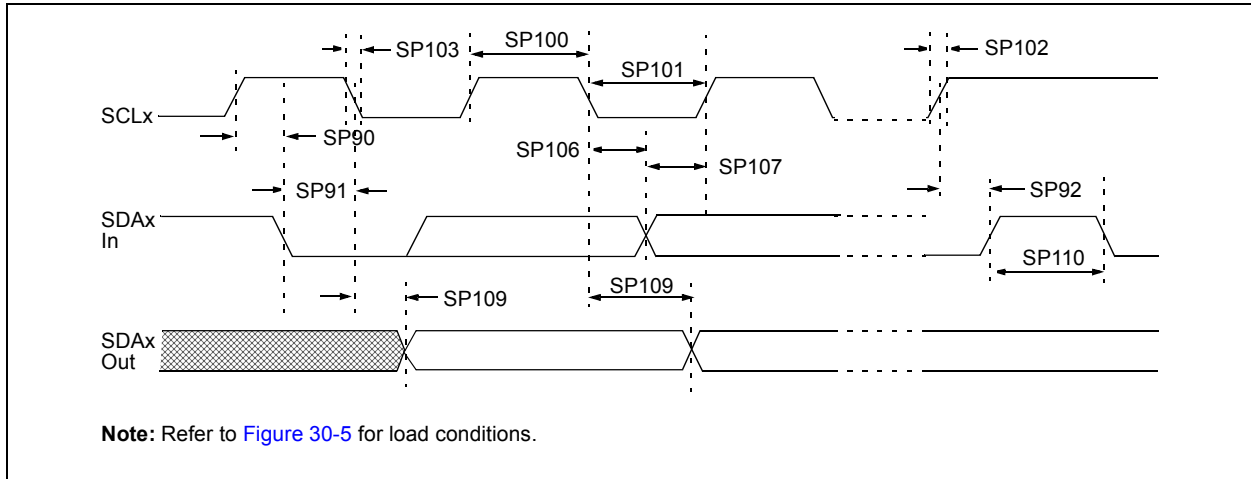 SP103
SP100
SP102
SP101
SCLx
SP90
SP106
SP107
SP91
SP92
SDAx
In
SP110
SP109
SP109
SDAx
Out
Note: Refer to Figure 30-5 for load conditions.